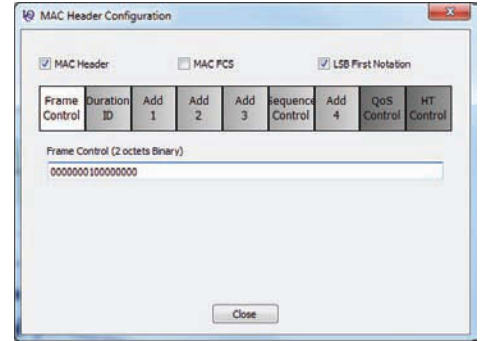 MAC Header Configuration
MAC Header MAC FCS LSB First Notation
Frame Control Duration ID Add 1 Add 2 Add 3 Sequence Control Add 4 QoS Control HT Control
Frame Control (2 octets Binary)
0000000100000000
Close